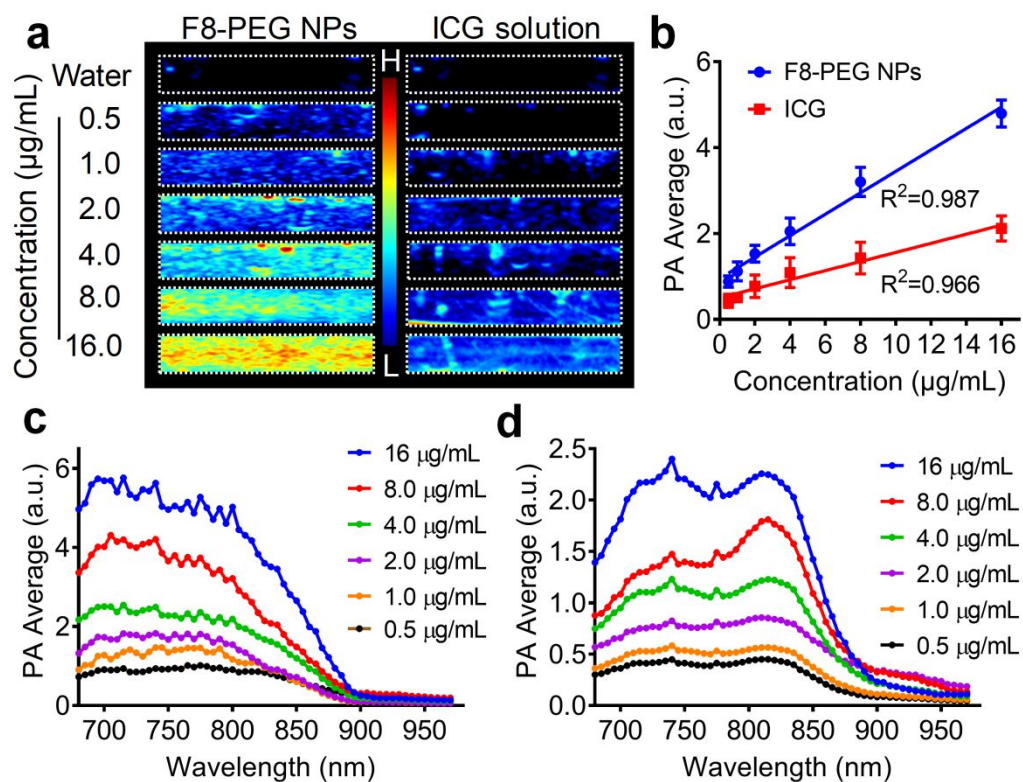 a
F8-PEG NPs
ICG solution
Concentration (µg/mL)
Water
0.5
1.0
2.0
4.0
8.0
16.0
H
L
b
PA Average (a.u.)
6
4
2
0
F8-PEG NPs
ICG
R²=0.987
R²=0.966
0 2 4 6 8 10 12 14 16
Concentration (µg/mL)
c
PA Average (a.u.)
6
4
2
0
16 µg/mL
8.0 µg/mL
4.0 µg/mL
2.0 µg/mL
1.0 µg/mL
0.5 µg/mL
700 750 800 850 900 950
Wavelength (nm)
d
PA Average (a.u.)
2.5
2.0
1.5
1.0
0.5
0.0
16 µg/mL
8.0 µg/mL
4.0 µg/mL
2.0 µg/mL
1.0 µg/mL
0.5 µg/mL
700 750 800 850 900 950
Wavelength (nm)